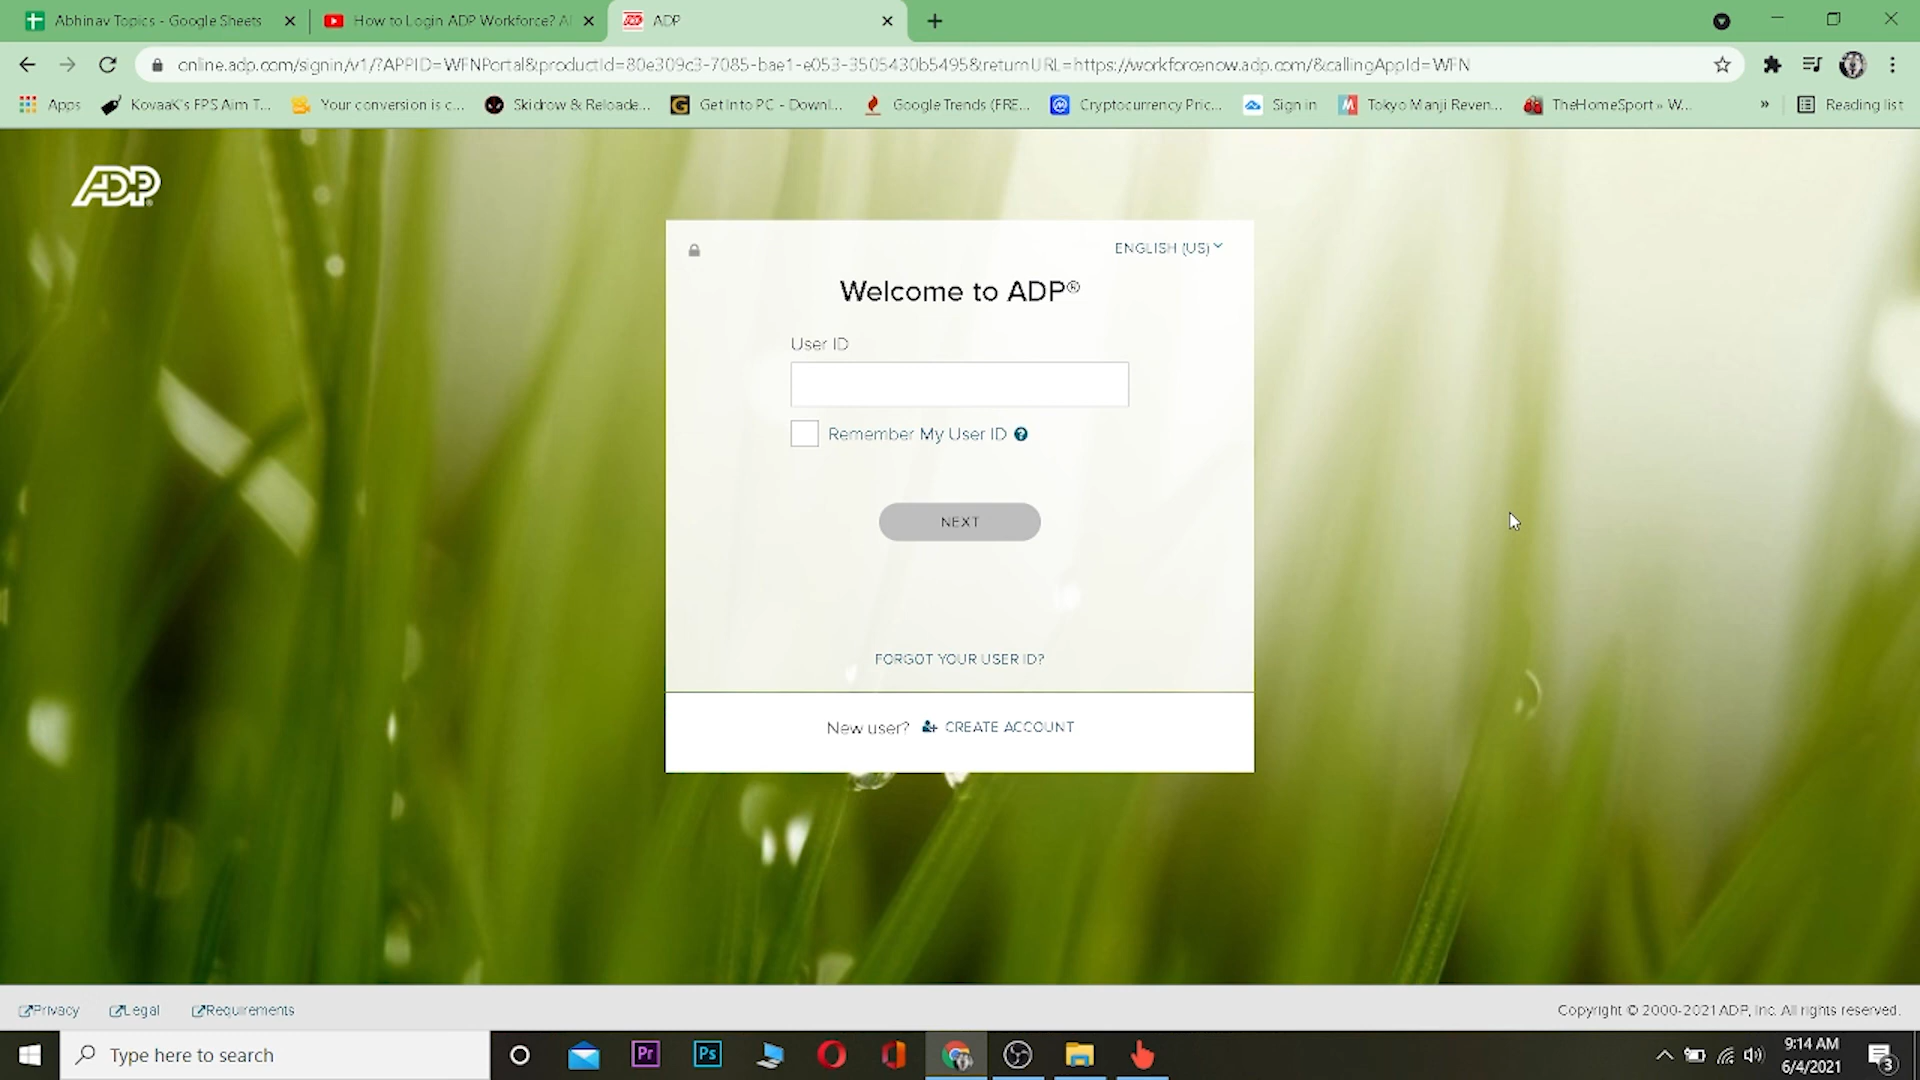 Abhinav Topics - Google Sheets
How to Login ADP Workforce? A
ADP
online.adp.com/signin/v1/?APPID=WFNPortal&productId=80e309c3-7085-bae1-e053-3505430b5495&returnURL=https://workforcenow.adp.com/&callingAppId=WFN
Apps
KovaaK's FPS Aim T...
Your conversion is c...
Skidrow & Reloade...
Get Into PC - Downl...
Google Trends (FRE...
Cryptocurrency Pric...
Sign in
Tokyo Manji Reven...
TheHomeSport » W...
»
Reading list
ADP
ENGLISH (US)
Welcome to ADP®
User ID
Remember My User ID
NEXT
FORGOT YOUR USER ID?
New user? CREATE ACCOUNT
Privacy
Legal
Requirements
Copyright © 2000-2021 ADP, Inc. All rights reserved.
Type here to search
Pr
Ps
9:14 AM
6/4/2021
3